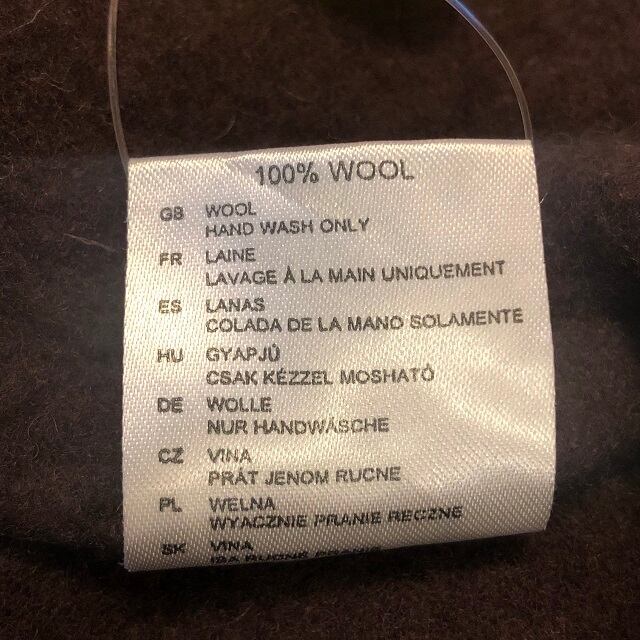 100% WOOL
GB WOOL
HAND WASH ONLY
FR LAINE
LAVAGE À LA MAIN UNIQUEMENT
ES LANAS
COLADA DE LA MANO SOLAMENTE
HU GYAPJÚ
CSAK KÉZZEL MOSHATÓ
DE WOLLE
NUR HANDWÄSCHE
CZ VINA
PRÁT JENOM RUCNE
PL WELNA
WYACZNIE PRANIE RECZNE
SK VINA